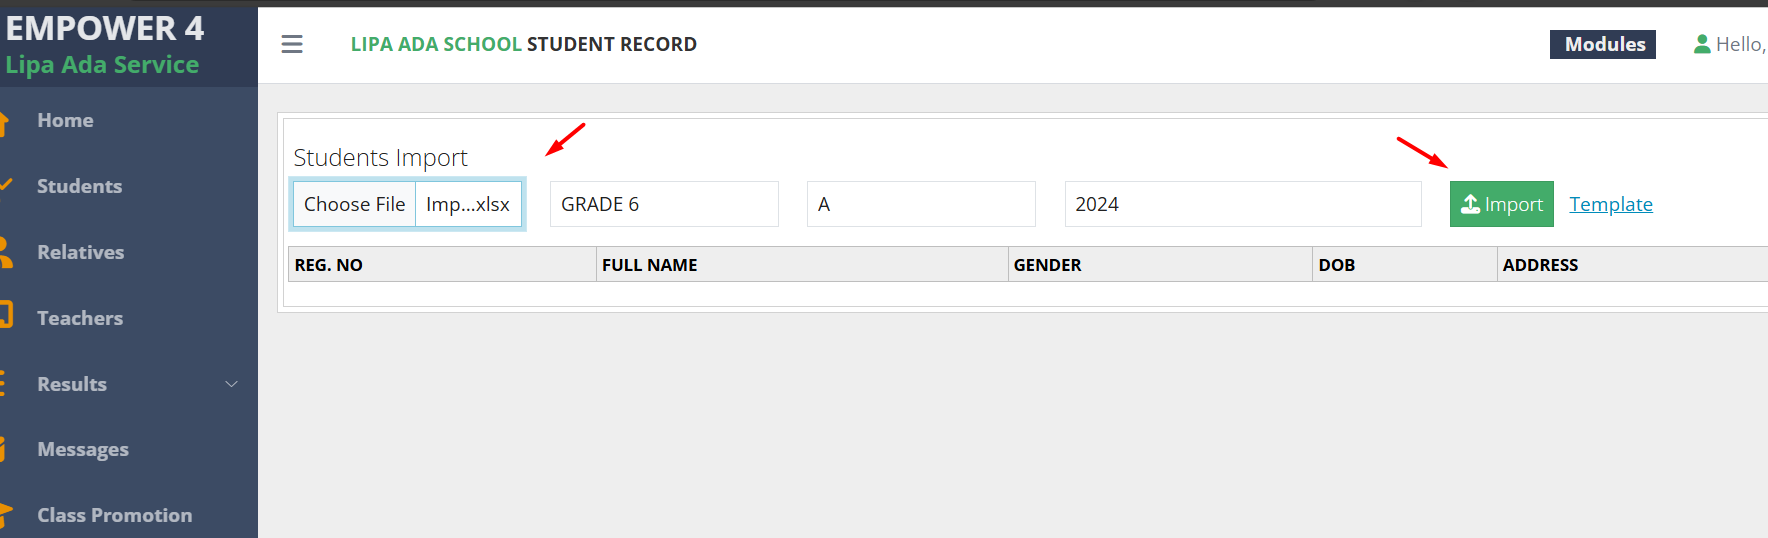 EMPOWER 4
Lipa Ada Service
LIPA ADA SCHOOL STUDENT RECORD
Modules
Hello,
Home
Students
Relatives
Teachers
Results
Messages
Class Promotion
Students Import
Choose File Imp...xlsx GRADE 6 A 2024 Import Template
REG. NO FULL NAME GENDER DOB ADDRESS